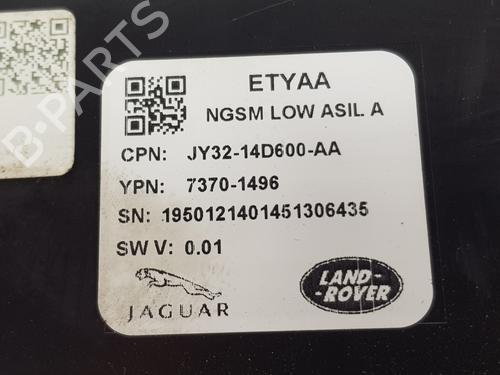 ETYAA
NGSM LOW ASIL A
CPN: JY32-14D600-AA
YPN: 7370-1496
SN: 1950121401451306435
SW V: 0.01
JAGUAR
LAND-
-ROVER
B-PARTS